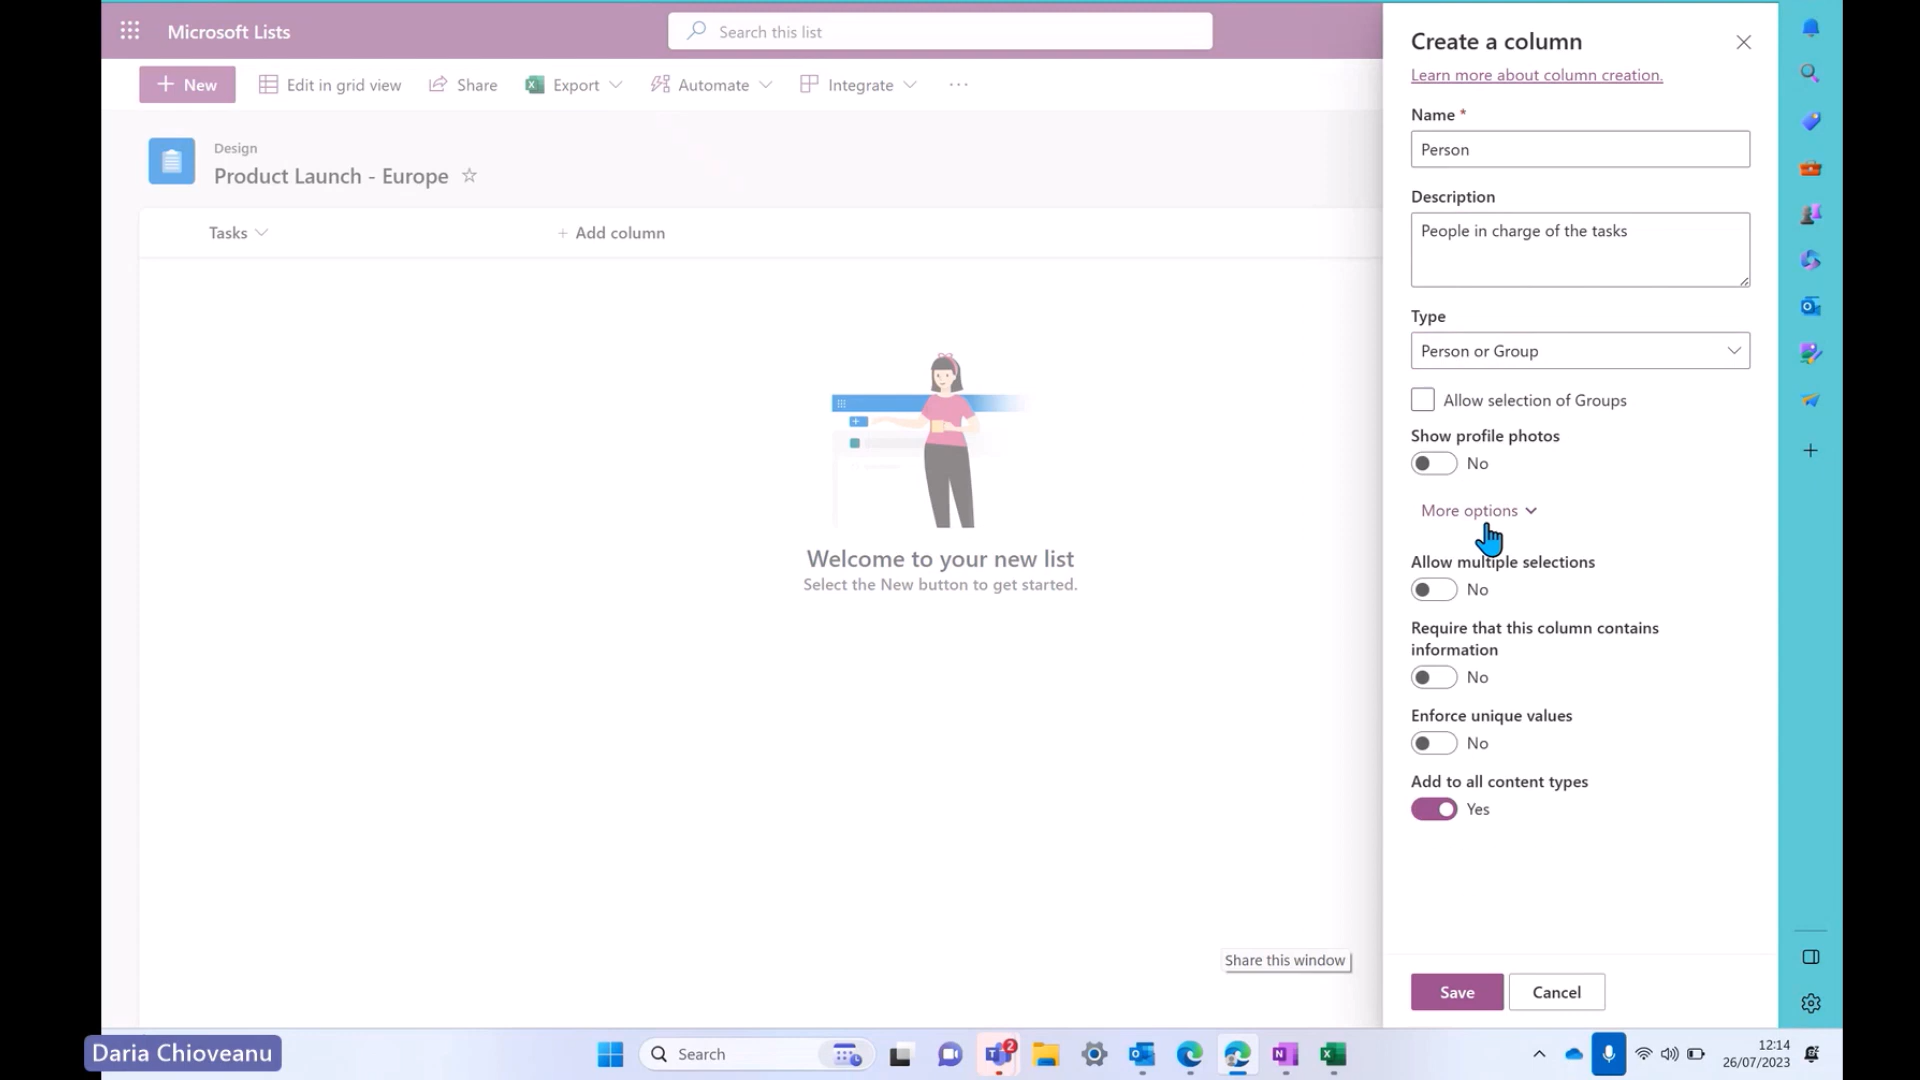 Microsoft Lists
Search this list
New
Edit in grid view
Share
Export
Automate
Integrate
Design
Product Launch - Europe
Tasks
+ Add column
Welcome to your new list
Select the New button to get started.
Share this window
Create a column
Learn more about column creation.
Name *
Person
Description
People in charge of the tasks
Type
Person or Group
Allow selection of Groups
Show profile photos
No
More options
Allow multiple selections
No
Require that this column contains
information
No
Enforce unique values
No
Add to all content types
Yes
Save
Cancel
Daria Chioveanu
Search
2
12:14
26/07/2023